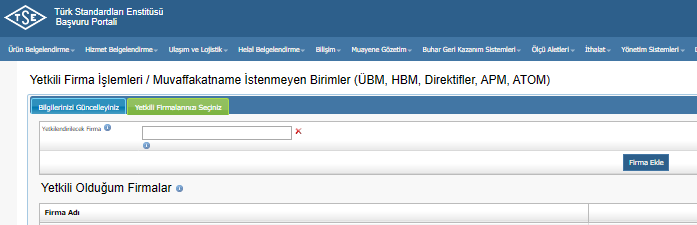 TSE
Türk Standardları Enstitüsü
Başvuru Portali
Ürün Belgelendirme
Hizmet Belgelendirme
Ulaşım ve Lojistik
Helal Belgelendirme
Bilişim
Muayene Gözetim
Buhar Geri Kazanım Sistemleri
Ölçü Aletleri
İthalat
Yönetim Sistemleri
Yetkili Firma İşlemleri / Muvaffakatname İstenmeyen Birimler (ÜBM, HBM, Direktifler, APM, ATOM)
Bilgilerinizi Güncelleyiniz
Yetkili Firmalarınızı Seçiniz
Yetkilendirilecek Firma
Firma Ekle
Yetkili Olduğum Firmalar
Firma Adı